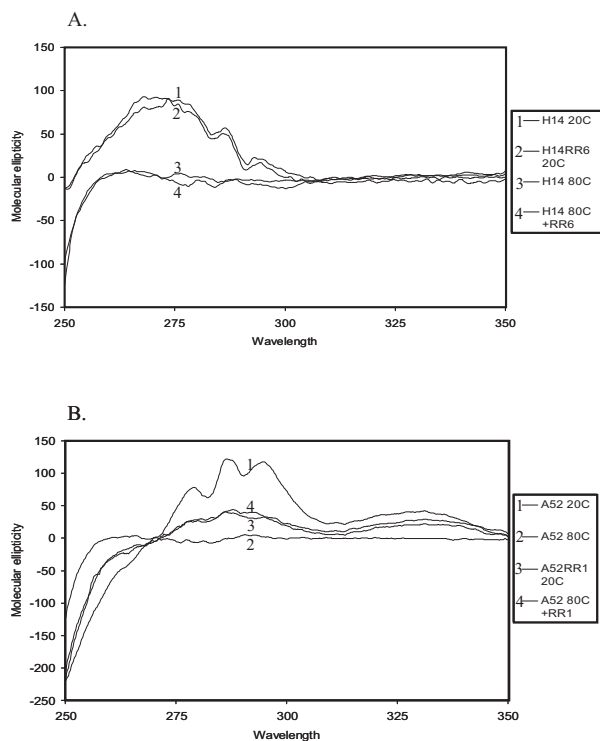 A.
150
100
50
0
-50
-100
-150
250 275 300 325 350
Molecular ellipticity
Wavelength
1
2
3
4
1 H14 20C
2 H14RR6 20C
3 H14 80C
4 H14 80C +RR6
B.
150
100
50
0
-50
-100
-150
-200
-250
250 275 300 325 350
Molecular ellipticity
Wavelength
1
4
3
2
1 A52 20C
2 A52 80C
3 A52RR1 20C
4 A52 80C +RR1